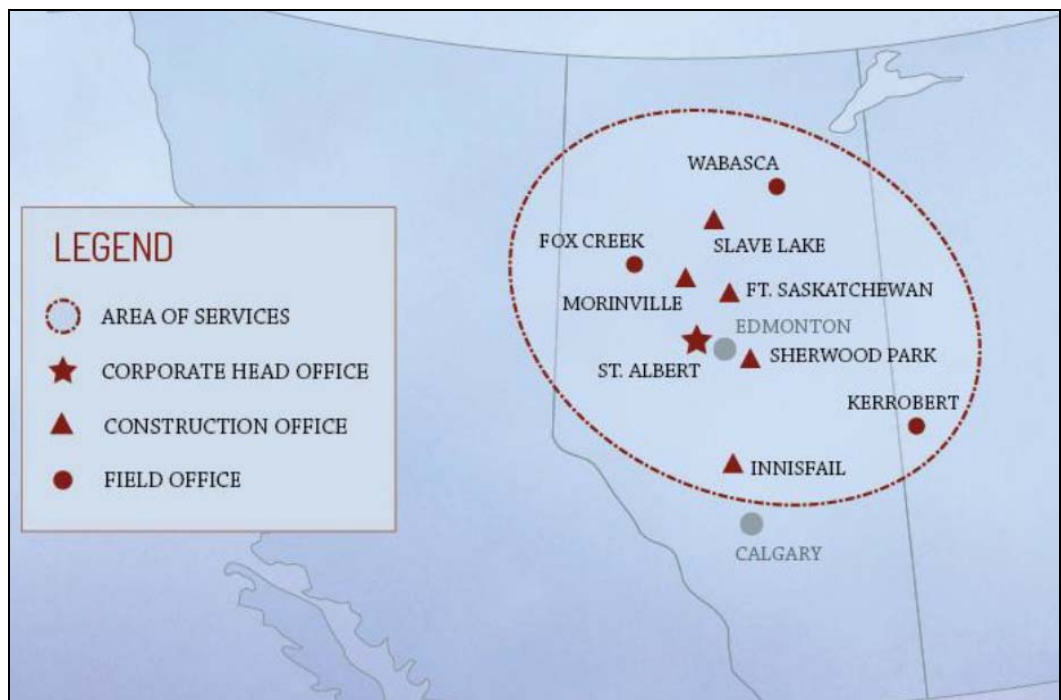 LEGEND
AREA OF SERVICES
CORPORATE HEAD OFFICE
CONSTRUCTION OFFICE
FIELD OFFICE
WABASCA
SLAVE LAKE
FOX CREEK
MORINVILLE
FT. SASKATCHEWAN
EDMONTON
ST. ALBERT
SHERWOOD PARK
KERROBERT
INNISFAIL
CALGARY